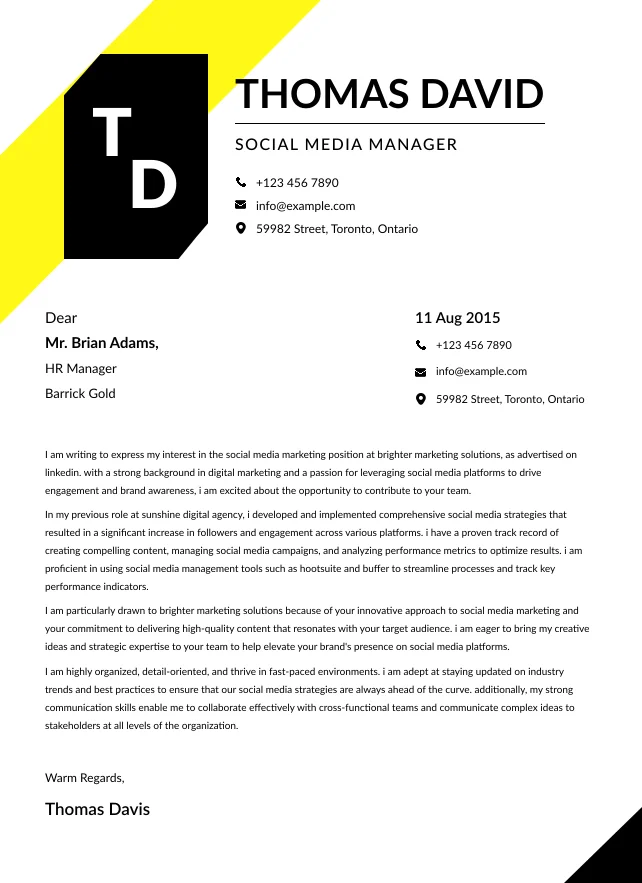 T
D
THOMAS DAVID
SOCIAL MEDIA MANAGER
+123 456 7890
info@example.com
59982 Street, Toronto, Ontario
Dear
Mr. Brian Adams,
HR Manager
Barrick Gold
11 Aug 2015
+123 456 7890
info@example.com
59982 Street, Toronto, Ontario
I am writing to express my interest in the social media marketing position at brighter marketing solutions, as advertised on
linkedin. with a strong background in digital marketing and a passion for leveraging social media platforms to drive
engagement and brand awareness, i am excited about the opportunity to contribute to your team.
In my previous role at sunshine digital agency, i developed and implemented comprehensive social media strategies that
resulted in a significant increase in followers and engagement across various platforms. i have a proven track record of
creating compelling content, managing social media campaigns, and analyzing performance metrics to optimize results. i am
proficient in using social media management tools such as hootsuite and buffer to streamline processes and track key
performance indicators.
I am particularly drawn to brighter marketing solutions because of your innovative approach to social media marketing and
your commitment to delivering high-quality content that resonates with your target audience. i am eager to bring my creative
ideas and strategic expertise to your team to help elevate your brand's presence on social media platforms.
I am highly organized, detail-oriented, and thrive in fast-paced environments. i am adept at staying updated on industry
trends and best practices to ensure that our social media strategies are always ahead of the curve. additionally, my strong
communication skills enable me to collaborate effectively with cross-functional teams and communicate complex ideas to
stakeholders at all levels of the organization.
Warm Regards,
Thomas Davis